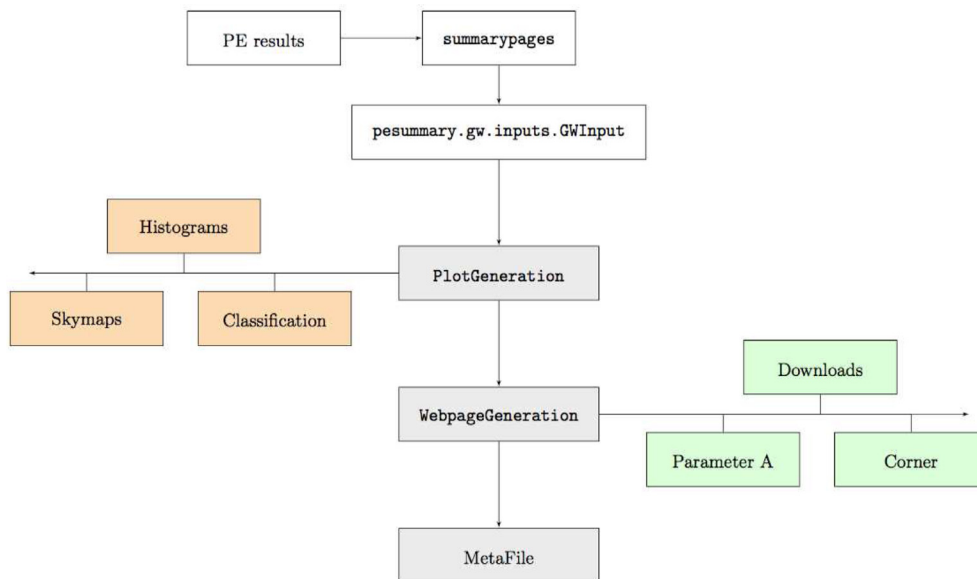 PE results
summarypages
pesummary.gw.inputs.GWInput
Histograms
PlotGeneration
Skymaps
Classification
Downloads
WebpageGeneration
Parameter A
Corner
MetaFile